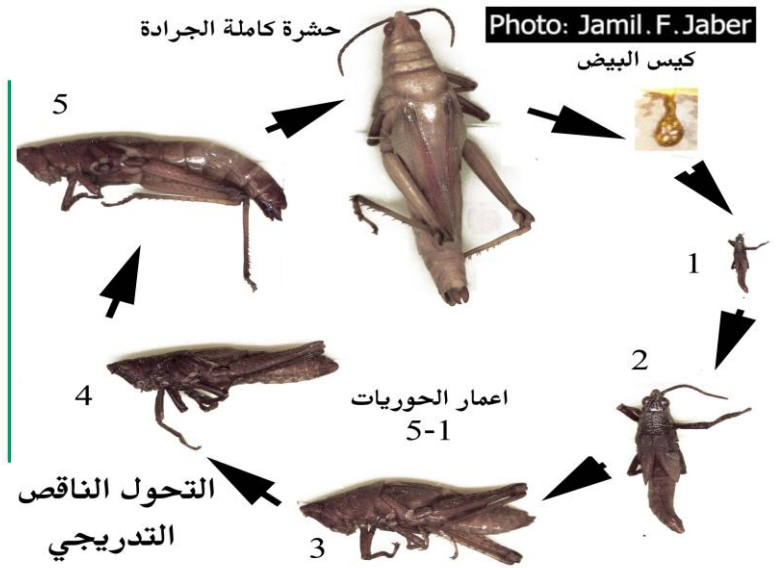 Photo: Jamil.F.Jaber
حشرة كاملة الجرادة
كيس البيض
5
1
2
4
اعمار الحوريات
5-1
3
التحول الناقص
التدريجي